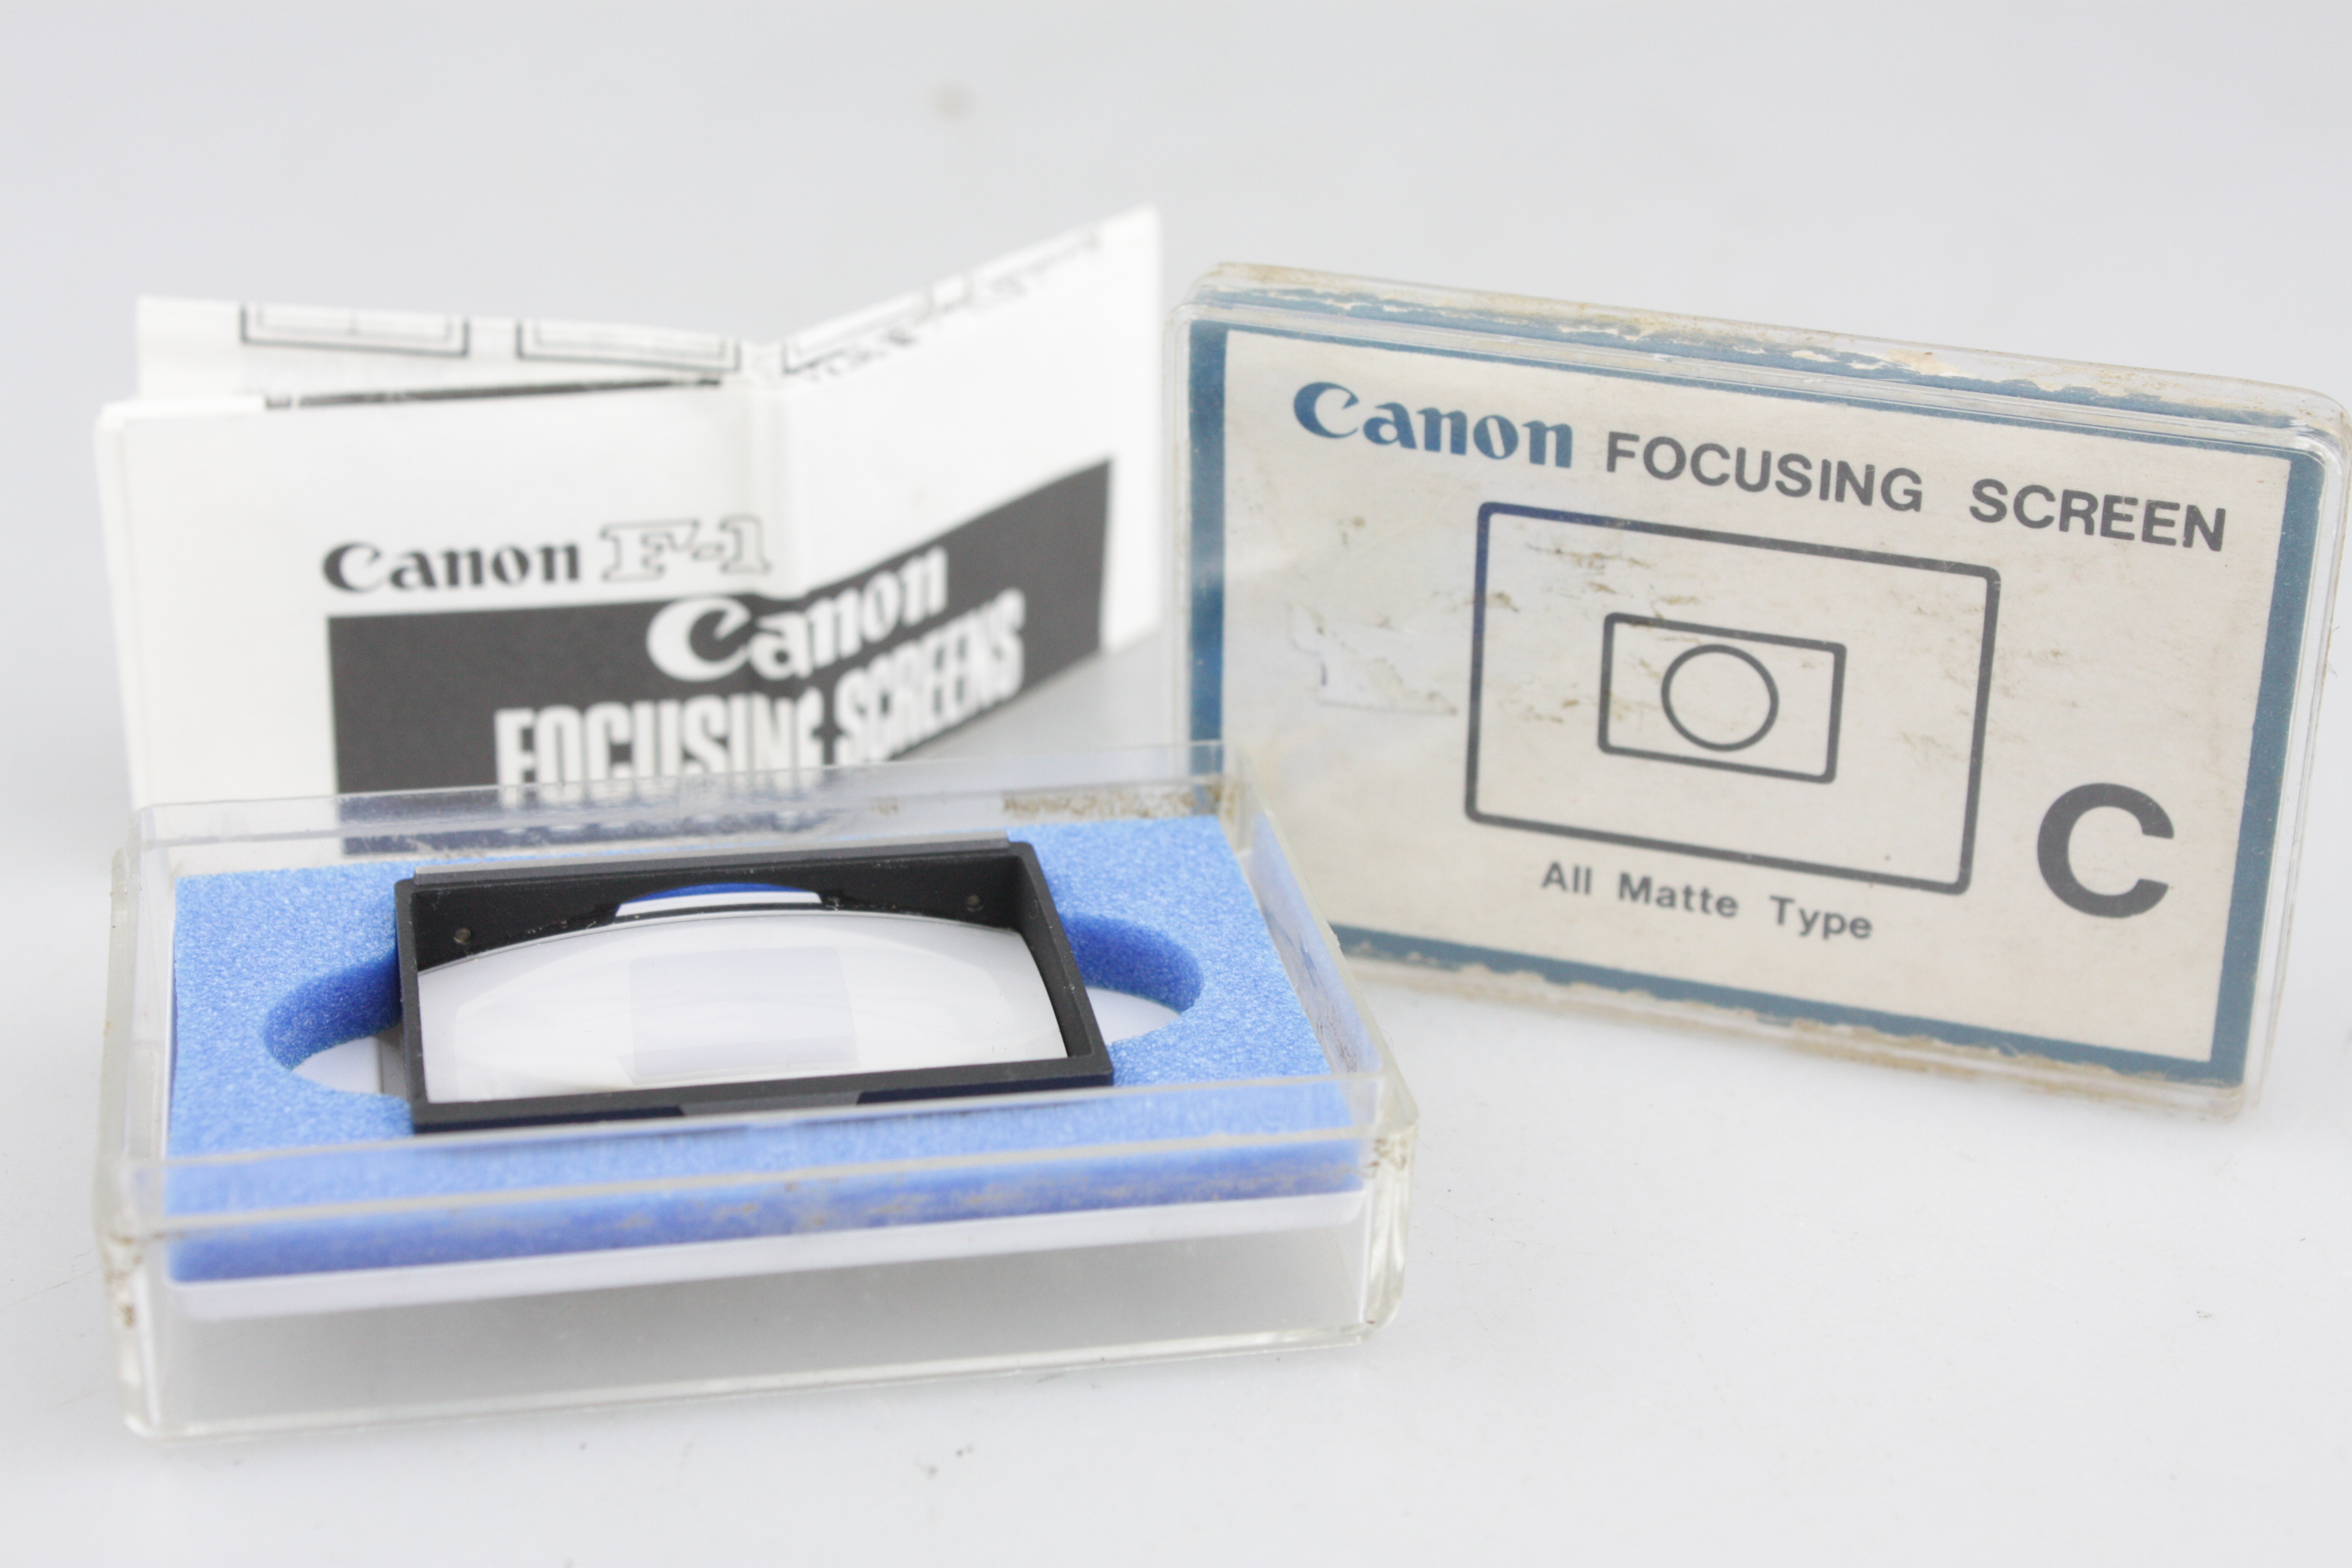 Canon F-1
Canon
FOCUSING SCREENS
Canon FOCUSING SCREEN
C
All Matte Type